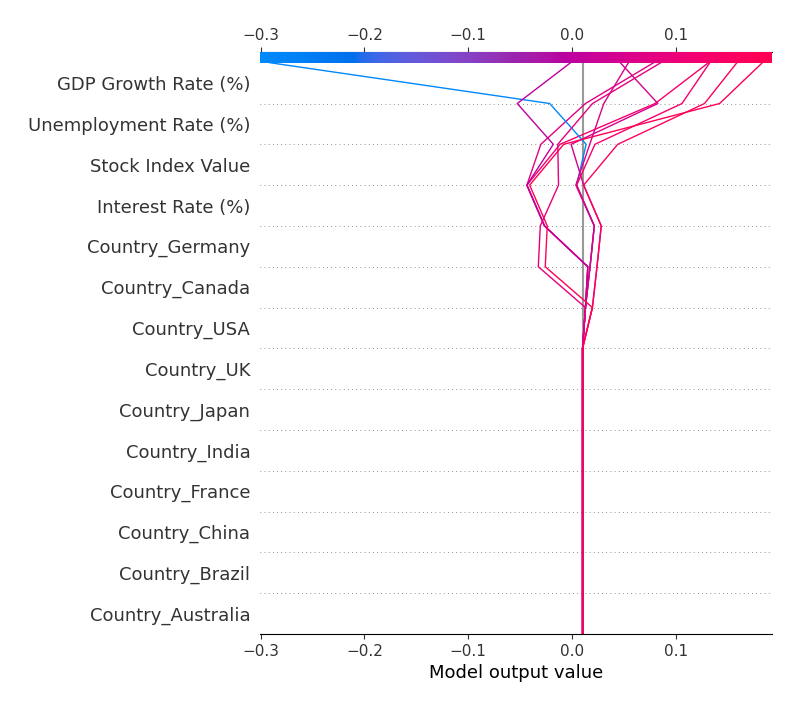 −0.3 −0.2 −0.1 0.0 0.1
GDP Growth Rate (%)
Unemployment Rate (%)
Stock Index Value
Interest Rate (%)
Country_Germany
Country_Canada
Country_USA
Country_UK
Country_Japan
Country_India
Country_France
Country_China
Country_Brazil
Country_Australia
−0.3 −0.2 −0.1 0.0 0.1
Model output value